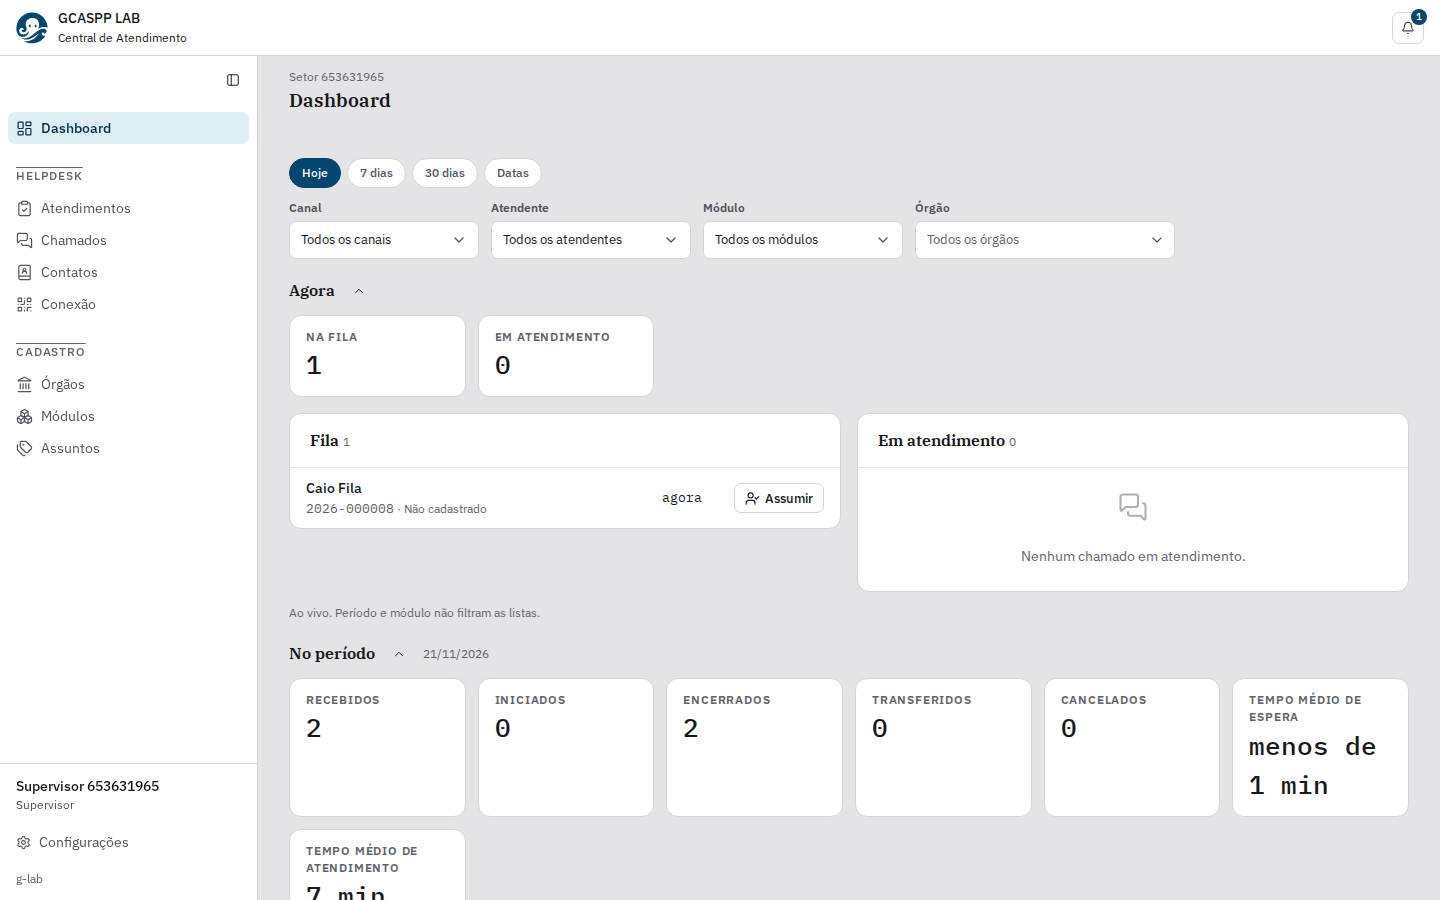 GCASPP LAB
Central de Atendimento
1
Dashboard
HELPDESK
Atendimentos
Chamados
Contatos
Conexão
CADASTRO
Órgãos
Módulos
Assuntos
Supervisor 653631965
Supervisor
Configurações
g-lab
Setor 653631965
Dashboard
Hoje 7 dias 30 dias Datas
Canal Atendente Módulo Órgão
Todos os canais Todos os atendentes Todos os módulos Todos os órgãos
Agora
NA FILA EM ATENDIMENTO
1 0
Fila 1
Caio Fila
2026-000008 · Não cadastrado
agora
Assumir
Em atendimento 0
Nenhum chamado em atendimento.
Ao vivo. Período e módulo não filtram as listas.
No período 21/11/2026
RECEBIDOS
2
INICIADOS
0
ENCERRADOS
2
TRANSFERIDOS
0
CANCELADOS
0
TEMPO MÉDIO DE
ESPERA
menos de
1 min
TEMPO MÉDIO DE
ATENDIMENTO
7 min